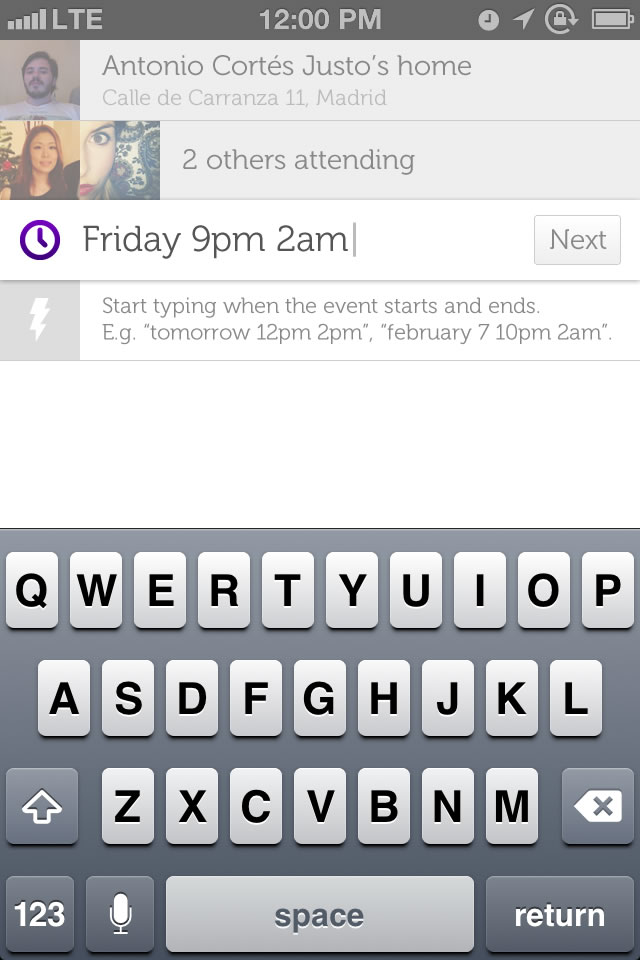 LTE 12:00 PM
Antonio Cortés Justo’s home
Calle de Carranza 11, Madrid
2 others attending
Friday 9pm 2am
Next
Start typing when the event starts and ends.
E.g. “tomorrow 12pm 2pm”, “february 7 10pm 2am”.
Q W E R T Y U I O P
A S D F G H J K L
Z X C V B N M
123 space return